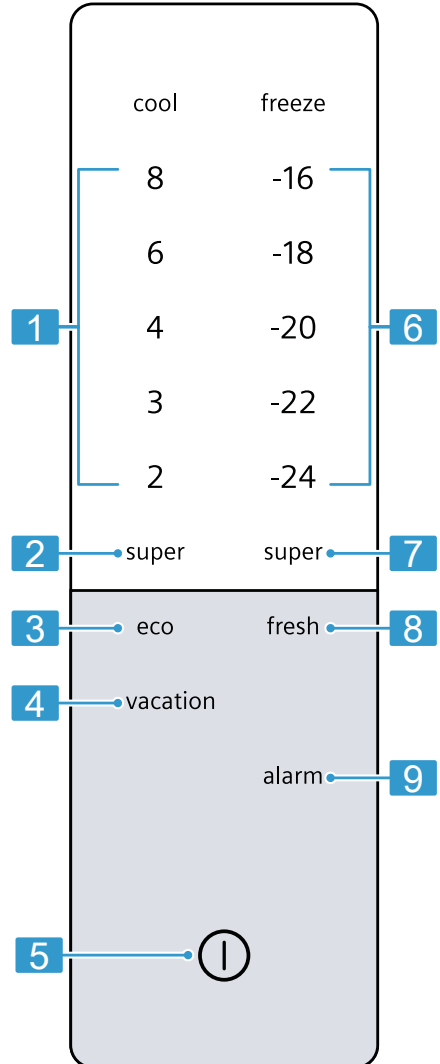 cool freeze
8 -16
6 -18
1 4 -20 6
3 -22
2 -24
2 super super 7
3 eco fresh 8
4 vacation
alarm 9
5